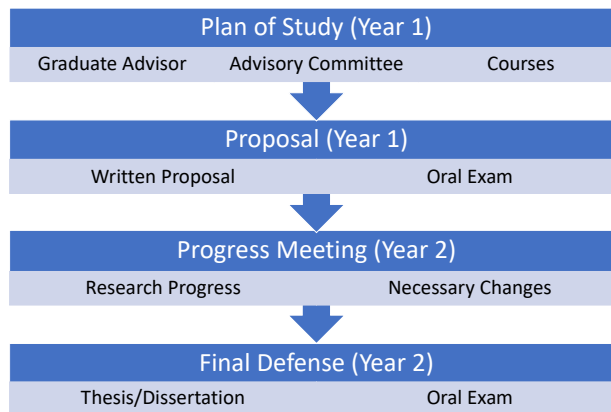 Plan of Study (Year 1)
Graduate Advisor Advisory Committee Courses
Proposal (Year 1)
Written Proposal Oral Exam
Progress Meeting (Year 2)
Research Progress Necessary Changes
Final Defense (Year 2)
Thesis/Dissertation Oral Exam